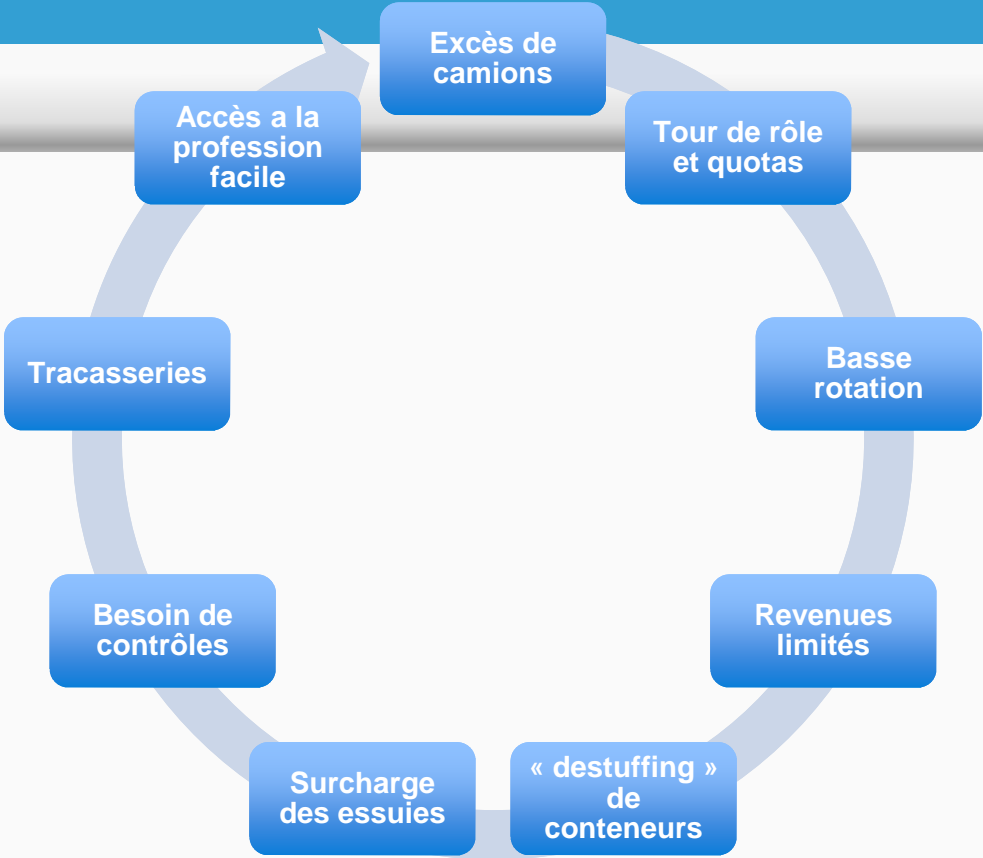 Excès de
camions
Tour de rôle
et quotas
Basse
rotation
Revenues
limités
« destuffing »
de
conteneurs
Surcharge
des essuies
Besoin de
contrôles
Tracasseries
Accès a la
profession
facile